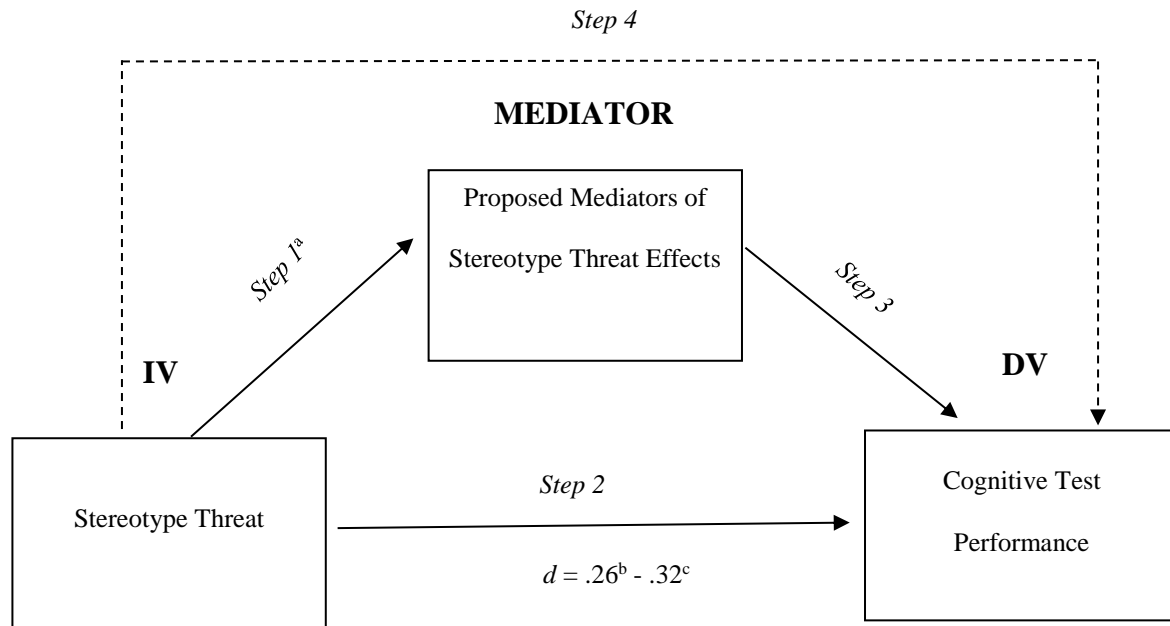 Step 4
MEDIATOR
Proposed Mediators of
Stereotype Threat Effects
Step 1ᵃ
Step 3
IV
DV
Stereotype Threat
Step 2
d = .26ᵇ - .32ᶜ
Cognitive Test
Performance